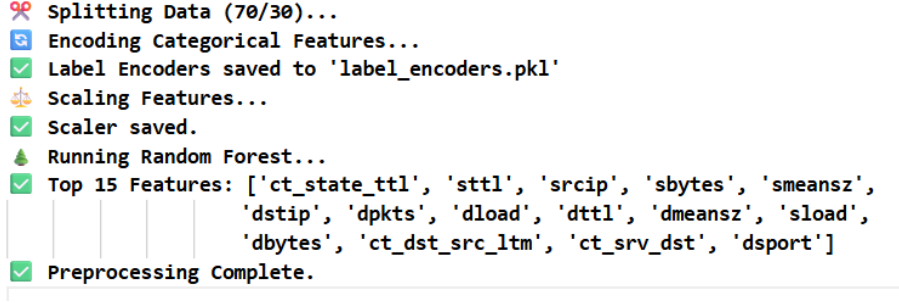 ✂️ Splitting Data (70/30)...
🔄 Encoding Categorical Features...
✅ Label Encoders saved to 'label_encoders.pkl'
⚖️ Scaling Features...
✅ Scaler saved.
🌲 Running Random Forest...
✅ Top 15 Features: ['ct_state_ttl', 'sttl', 'srcip', 'sbytes', 'smeansz',
'dstip', 'dpkts', 'dload', 'dttl', 'dmeansz', 'sload',
'dbytes', 'ct_dst_src_ltm', 'ct_srv_dst', 'dsport']
✅ Preprocessing Complete.